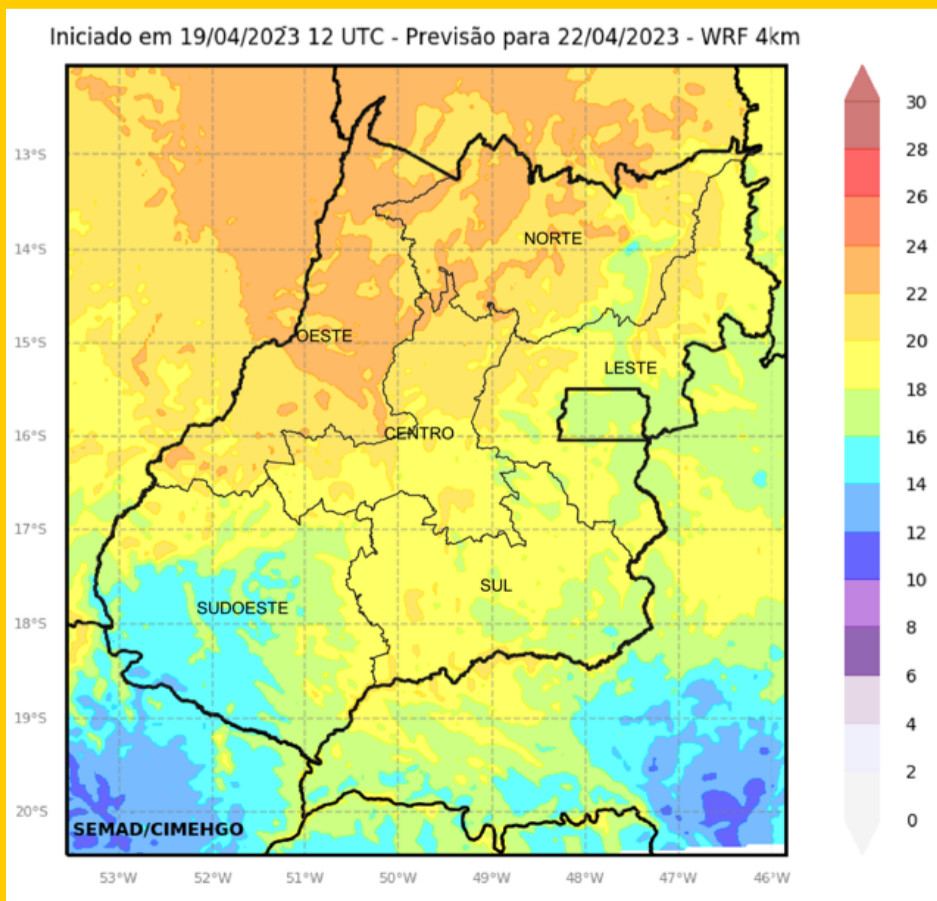 Iniciado em 19/04/2023 12 UTC - Previsão para 22/04/2023 - WRF 4km
13°S
14°S
15°S
16°S
17°S
18°S
19°S
20°S
NORTE
OESTE
LESTE
CENTRO
SUL
SUDOESTE
SEMAD/CIMEHGO
53°W 52°W 51°W 50°W 49°W 48°W 47°W 46°W
30
28
26
24
22
20
18
16
14
12
10
8
6
4
2
0